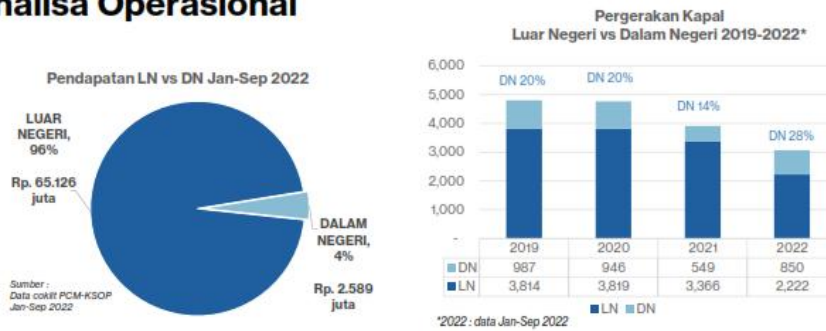 nalisa Operasional
Pendapatan LN vs DN Jan-Sep 2022
LUAR
NEGERI,
96%
Rp. 65.126
juta
DALAM
NEGERI,
4%
Rp. 2.589
juta
Sumber :
Data coklit PCM-KSOP
Jan-Sep 2022
Pergerakan Kapal
Luar Negeri vs Dalam Negeri 2019-2022*
6,000
5,000
4,000
3,000
2,000
1,000
-
DN 20%
DN 20%
DN 14%
DN 28%
2019 2020 2021 2022
DN 987 946 549 850
LN 3,814 3,819 3,366 2,222
LN DN
*2022 : data Jan-Sep 2022